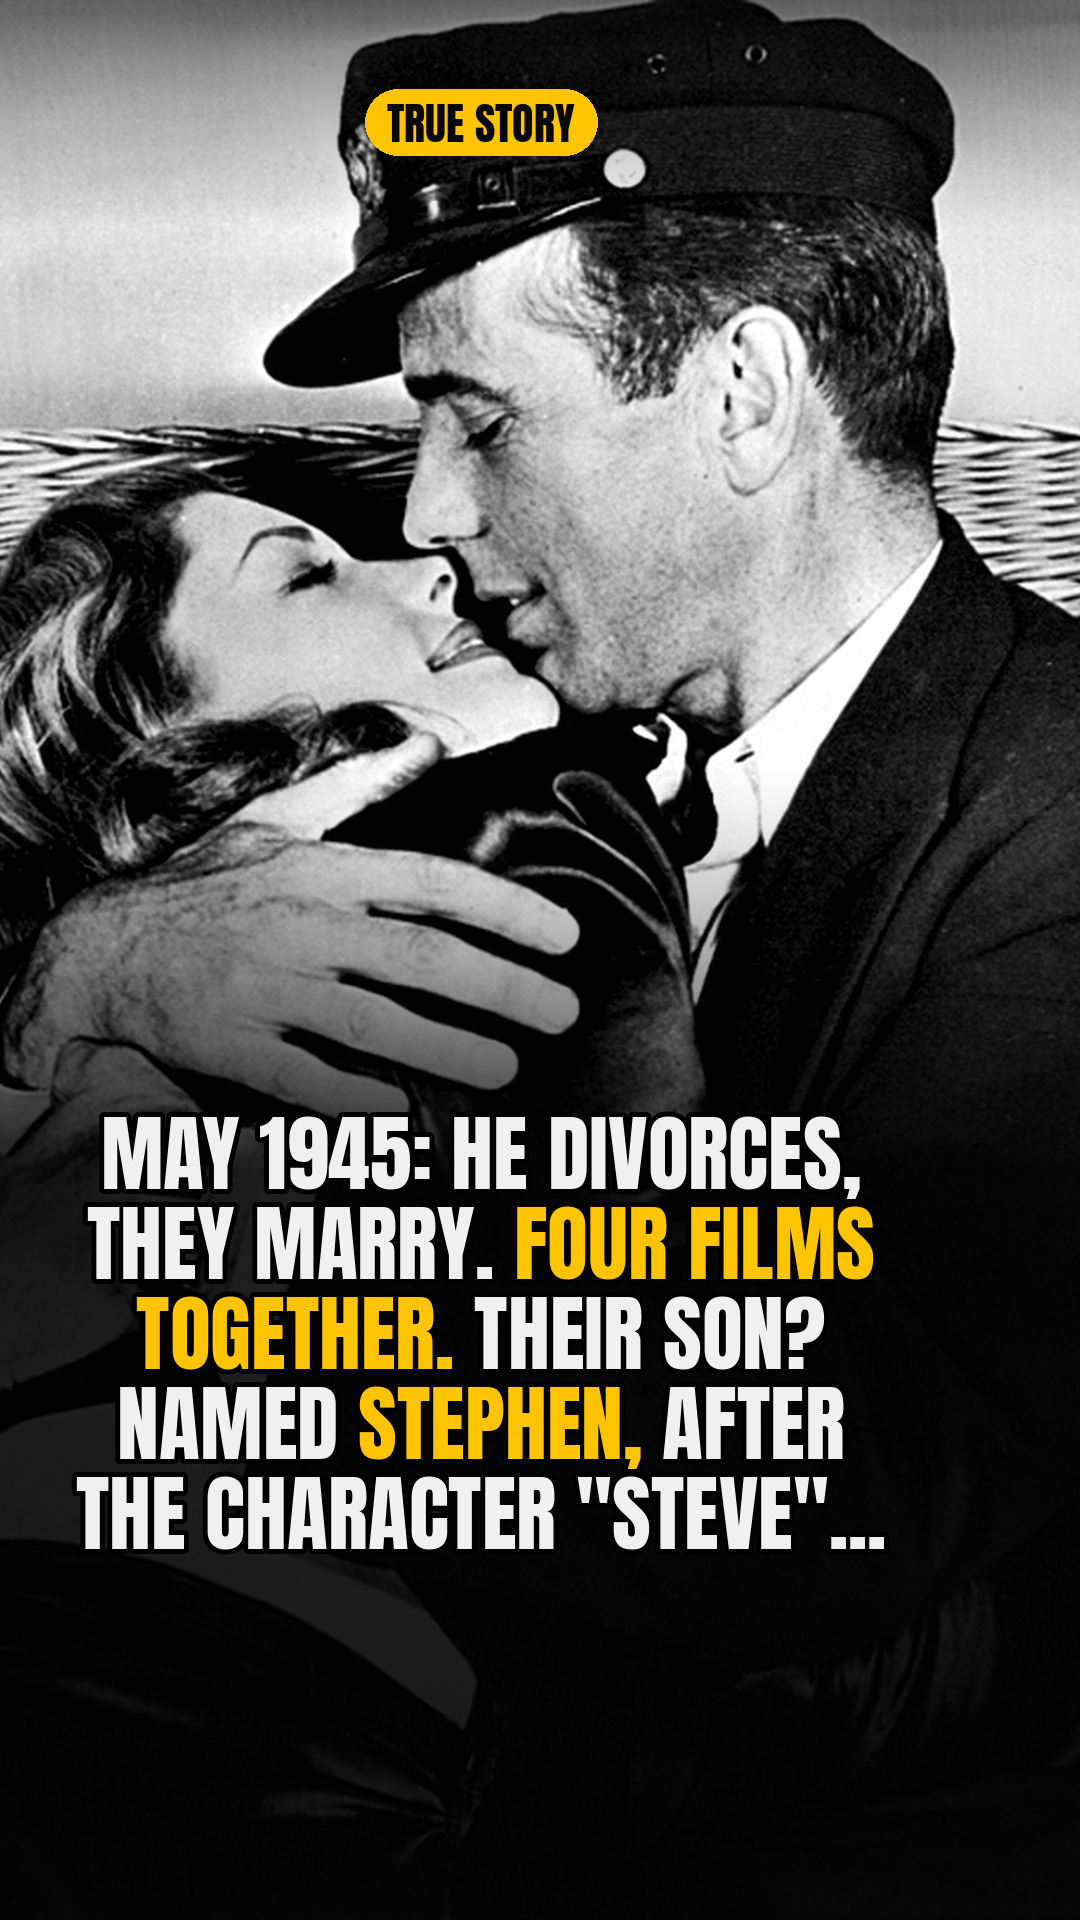 TRUE STORY
MAY 1945: HE DIVORCES,
THEY MARRY. FOUR FILMS
TOGETHER. THEIR SON?
NAMED STEPHEN, AFTER
THE CHARACTER "STEVE"...